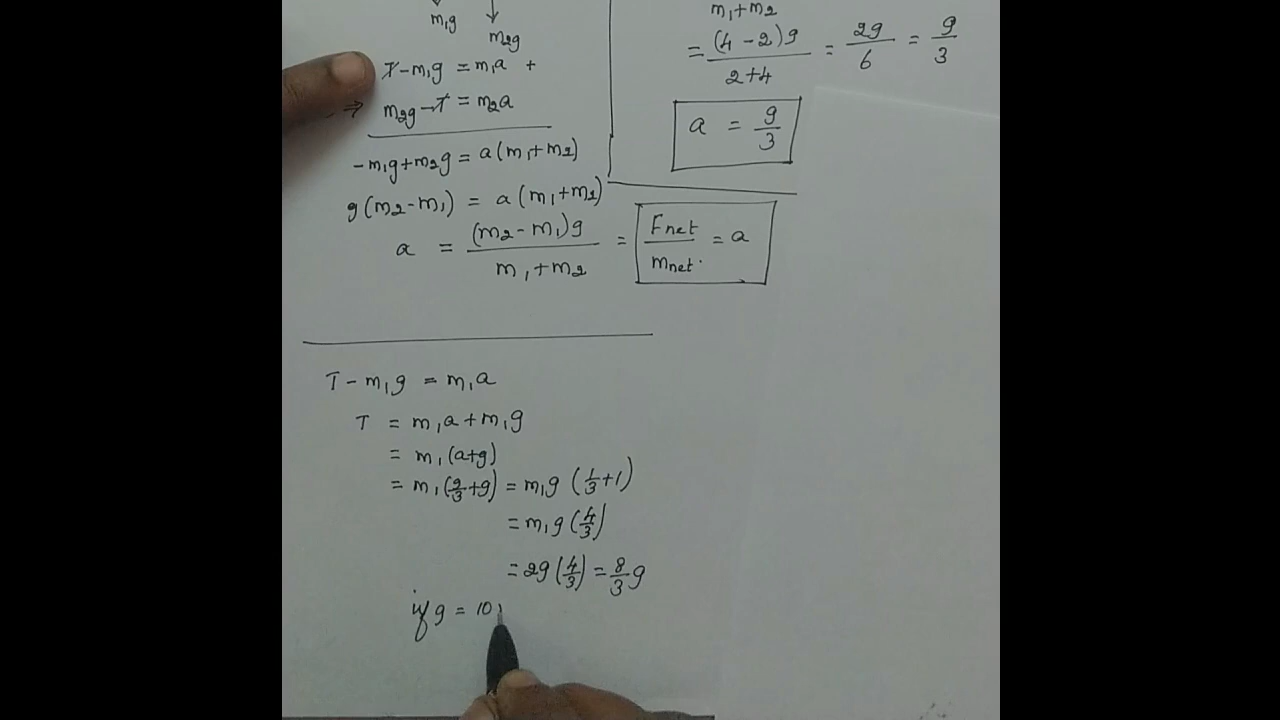 m₁g
m₂g
T-m₁g = m₁a +
⇒ m₂g-T = m₂a
-m₁g+m₂g = a(m₁+m₂)
g(m₂-m₁) = a(m₁+m₂)
a = (m₂-m₁)g / m₁+m₂ = Fnet / mnet. = a
m₁+m₂
= (4-2)g / 2+4 = 2g/6 = g/3
a = g/3
T-m₁g = m₁a
T = m₁a+m₁g
= m₁(a+g)
= m₁(g/3+g) = m₁g(1/3+1)
= m₁g(4/3)
= 2g(4/3) = 8/3 g
if g = 10